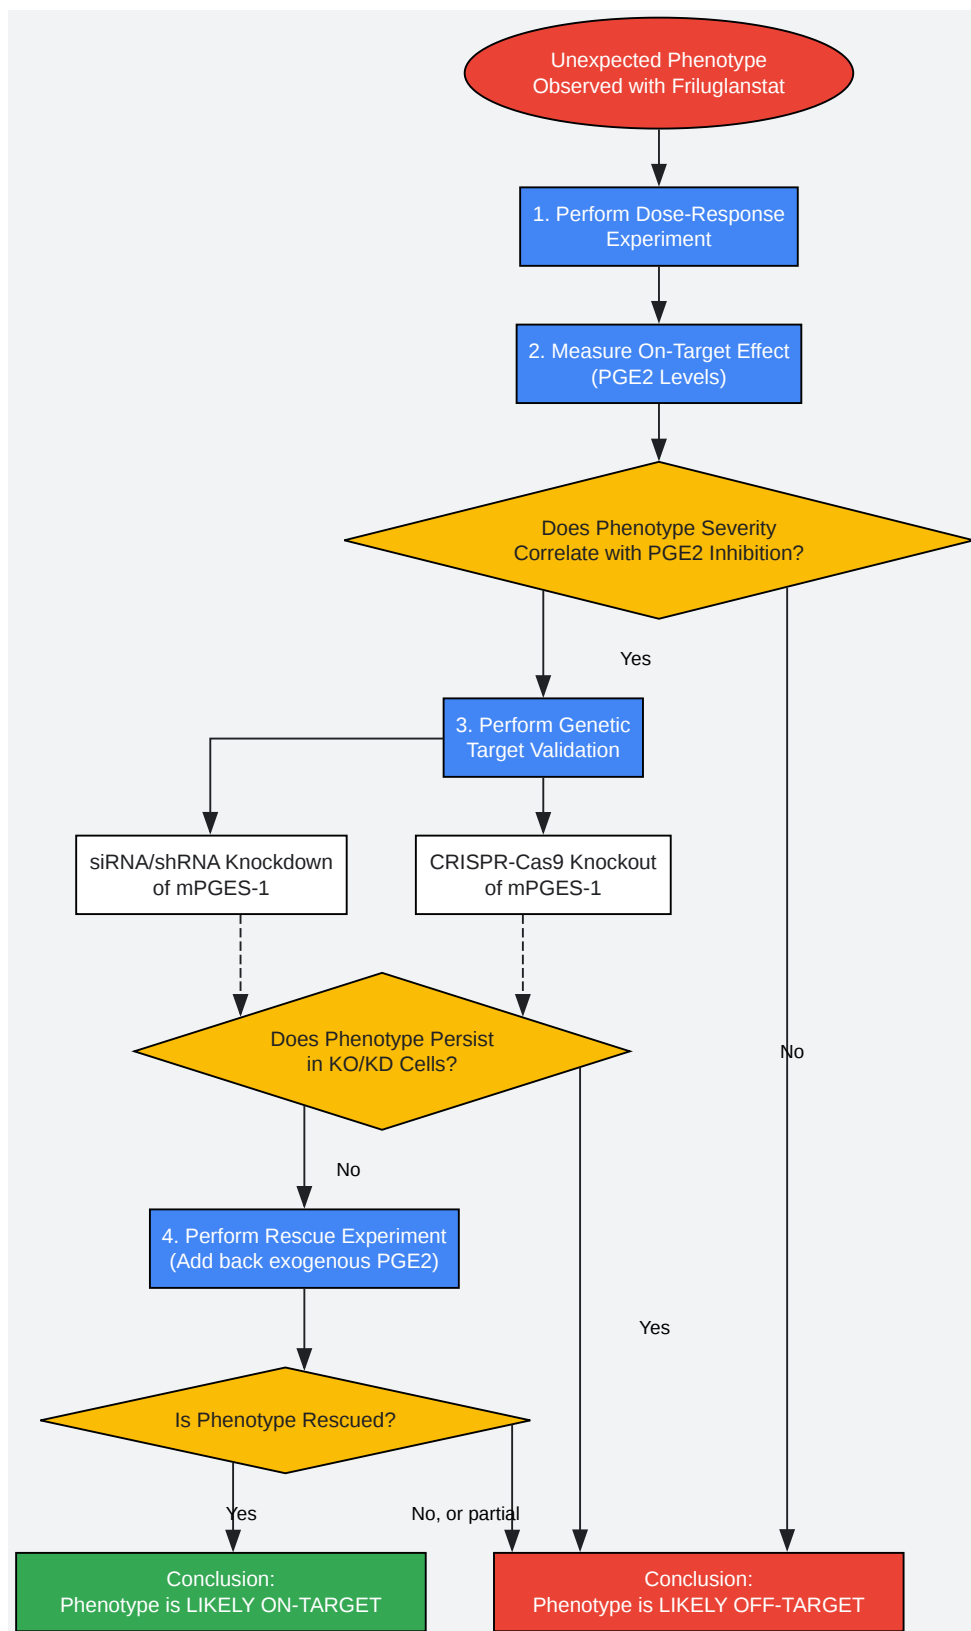 Unexpected Phenotype
Observed with Friluglanstat
1. Perform Dose-Response
Experiment
2. Measure On-Target Effect
(PGE2 Levels)
Does Phenotype Severity
Correlate with PGE2 Inhibition?
Yes
3. Perform Genetic
Target Validation
siRNA/shRNA Knockdown
of mPGES-1
CRISPR-Cas9 Knockout
of mPGES-1
Does Phenotype Persist
in KO/KD Cells?
No
No
4. Perform Rescue Experiment
(Add back exogenous PGE2)
Yes
Is Phenotype Rescued?
Yes
No, or partial
Conclusion:
Phenotype is LIKELY ON-TARGET
Conclusion:
Phenotype is LIKELY OFF-TARGET